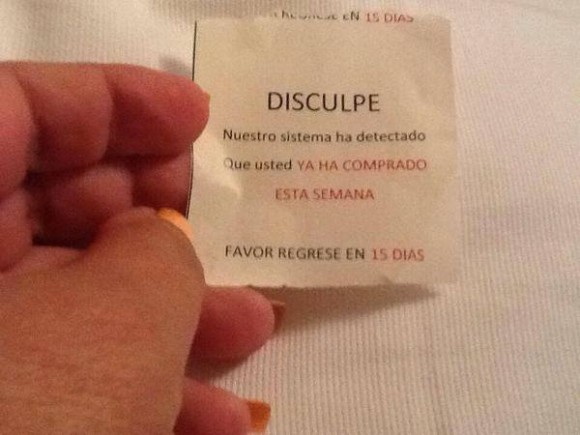 REGRESE EN 15 DIAS
DISCULPE
Nuestro sistema ha detectado
Que usted YA HA COMPRADO
ESTA SEMANA
FAVOR REGRESE EN 15 DIAS